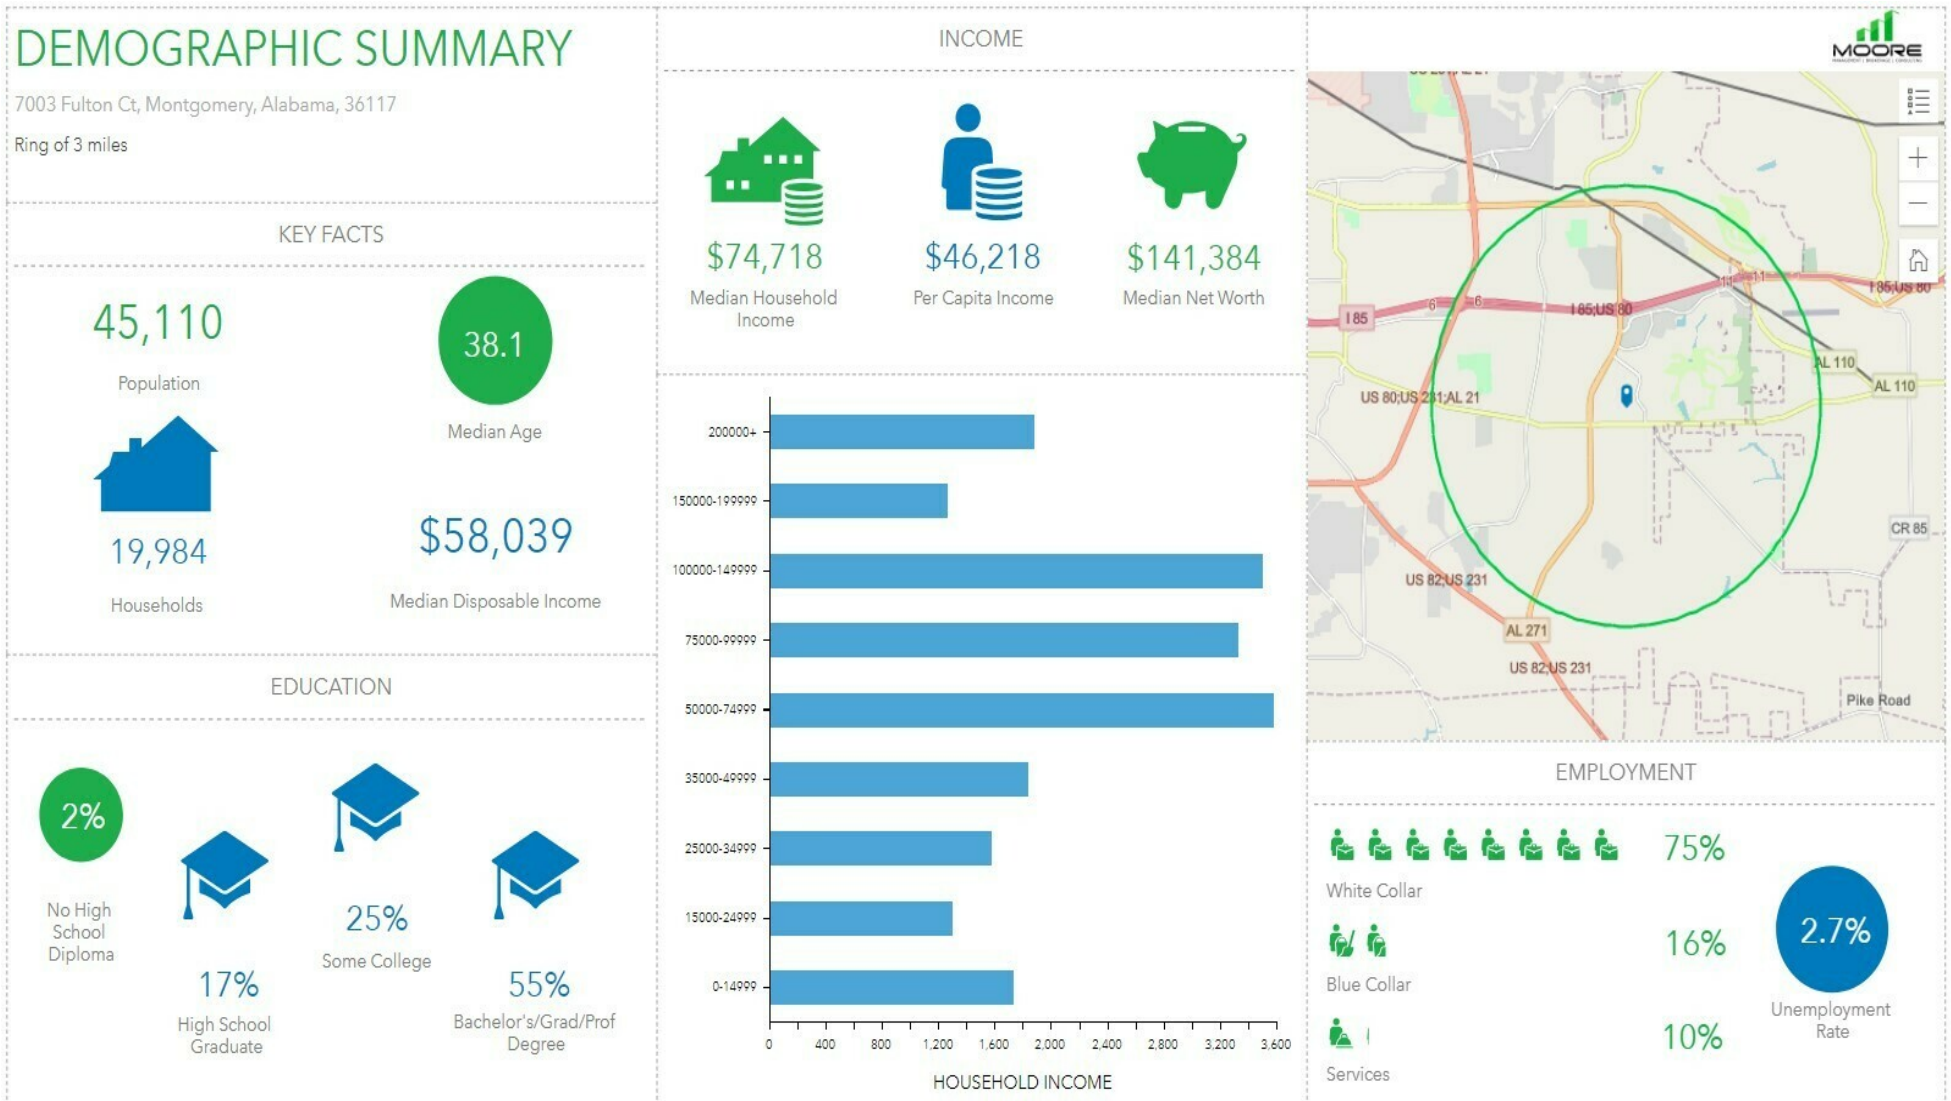 DEMOGRAPHIC SUMMARY
7003 Fulton Ct, Montgomery, Alabama, 36117
Ring of 3 miles
KEY FACTS
45,110
Population
38.1
Median Age
19,984
Households
$58,039
Median Disposable Income
EDUCATION
2%
No High
School
Diploma
17%
High School
Graduate
25%
Some College
55%
Bachelor's/Grad/Prof
Degree
INCOME
$74,718
Median Household
Income
$46,218
Per Capita Income
$141,384
Median Net Worth
200000+
150000-199999
100000-149999
75000-99999
50000-74999
35000-49999
25000-34999
15000-24999
0-14999
0 400 800 1,200 1,600 2,000 2,400 2,800 3,200 3,600
HOUSEHOLD INCOME
MOORE
MANAGEMENT | BROKERAGE | CONSULTING
11 11
I 85;US 80
6 6
I 85;US 80
I 85
AL 110
AL 110
US 80;US 231;AL 21
CR 85
US 82;US 231
AL 271
US 82;US 231
Pike Road
EMPLOYMENT
75%
White Collar
16%
Blue Collar
10%
Services
2.7%
Unemployment
Rate